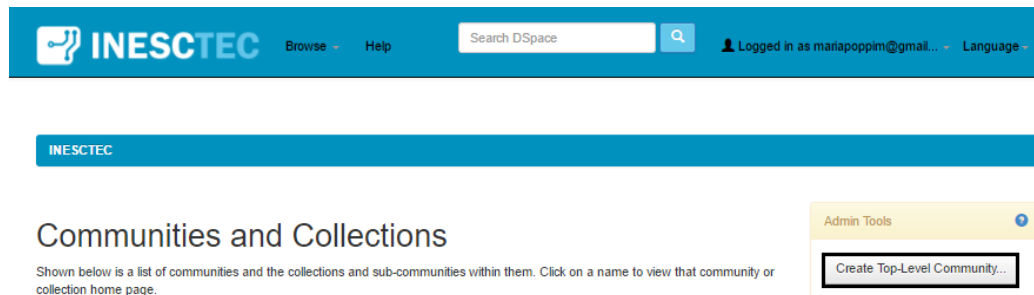 INESCTEC Browse Help Search DSpace Logged in as mariapoppim@gmail... Language
INESCTEC
Communities and Collections
Admin Tools ?
Shown below is a list of communities and the collections and sub-communities within them. Click on a name to view that community or
collection home page.
Create Top-Level Community...